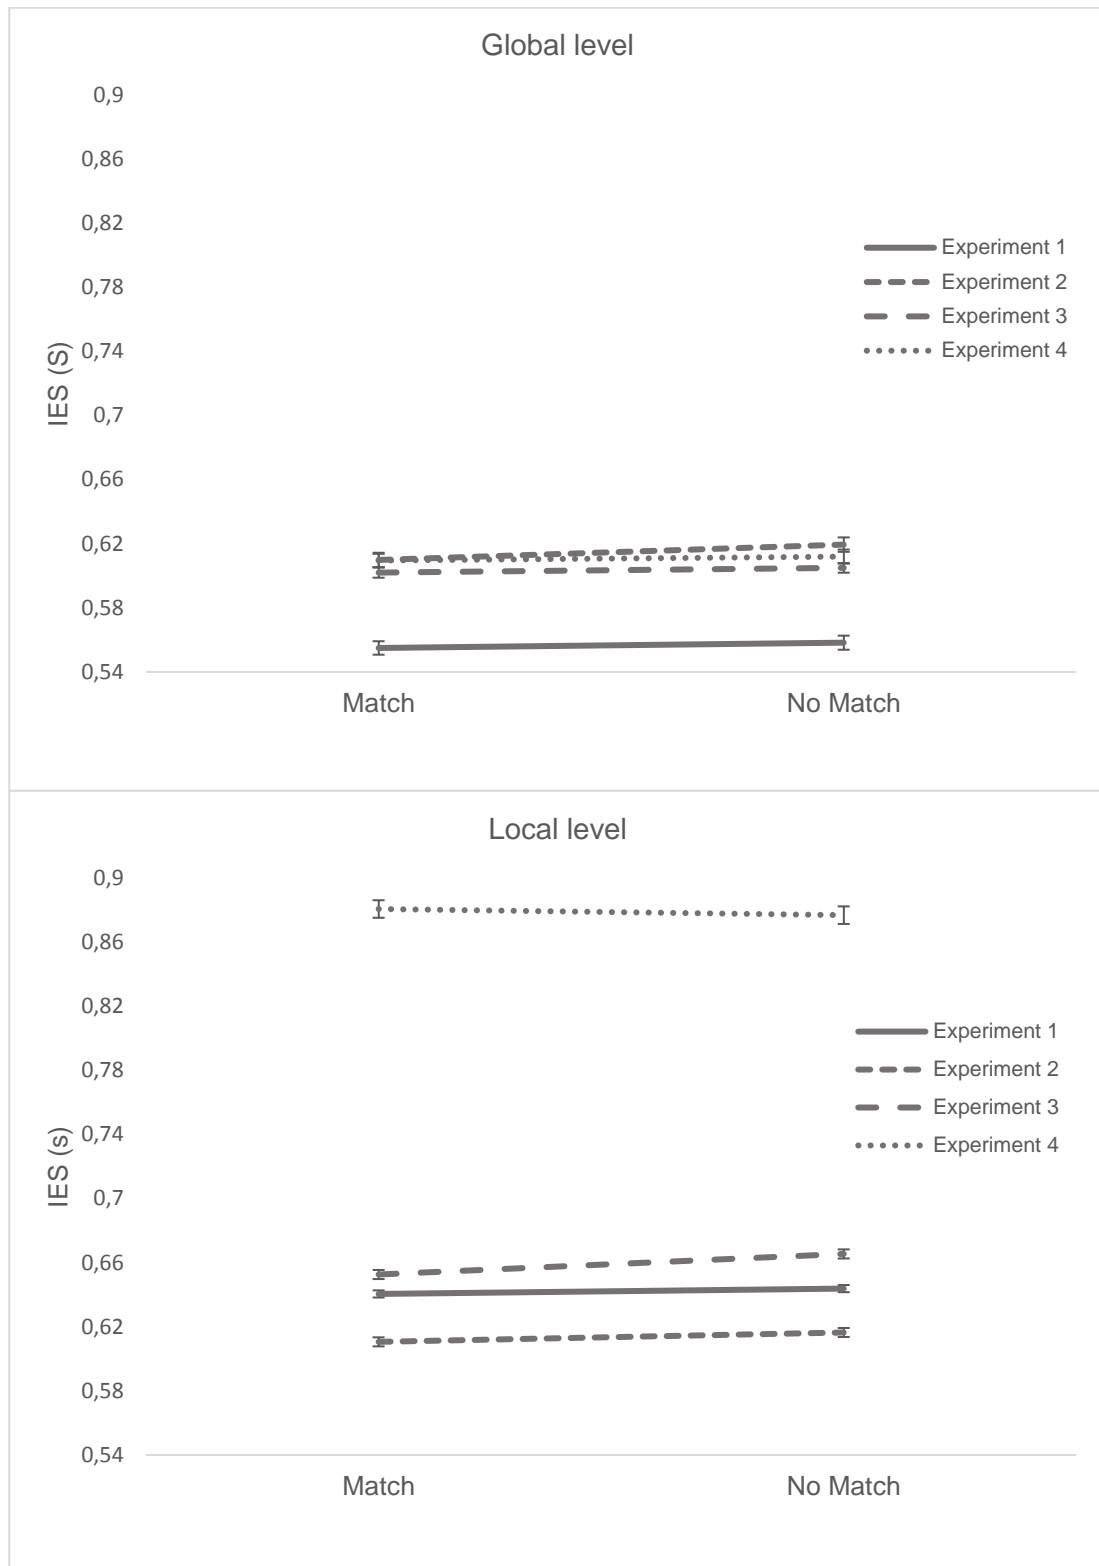 Global level
0,9
0,86
0,82
0,78
0,74
0,7
0,66
0,62
0,58
0,54
IES (S)
Experiment 1
Experiment 2
Experiment 3
Experiment 4
Match No Match
Local level
0,9
0,86
0,82
0,78
0,74
0,7
0,66
0,62
0,58
0,54
IES (s)
Experiment 1
Experiment 2
Experiment 3
Experiment 4
Match No Match